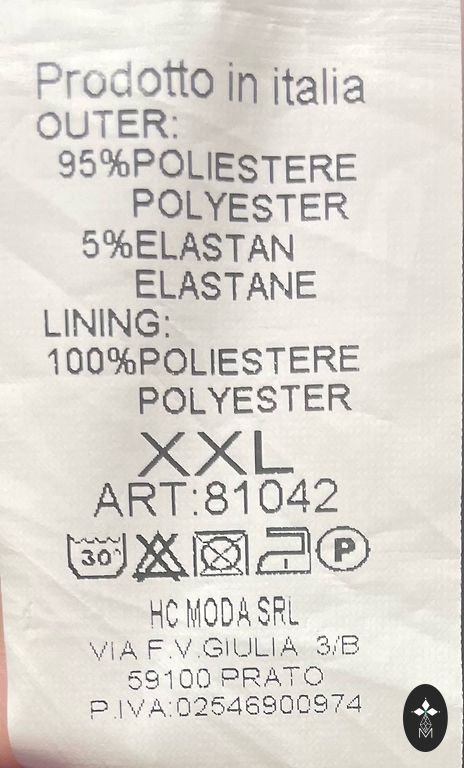 Prodotto in italia
OUTER:
95%POLIESTERE
POLYESTER
5%ELASTAN
ELASTANE
LINING:
100%POLIESTERE
POLYESTER
XXL
ART:81042
30° P
HC MODA SRL
VIA F.V.GIULIA 3/B
59100 PRATO
P.IVA:02546900974
M